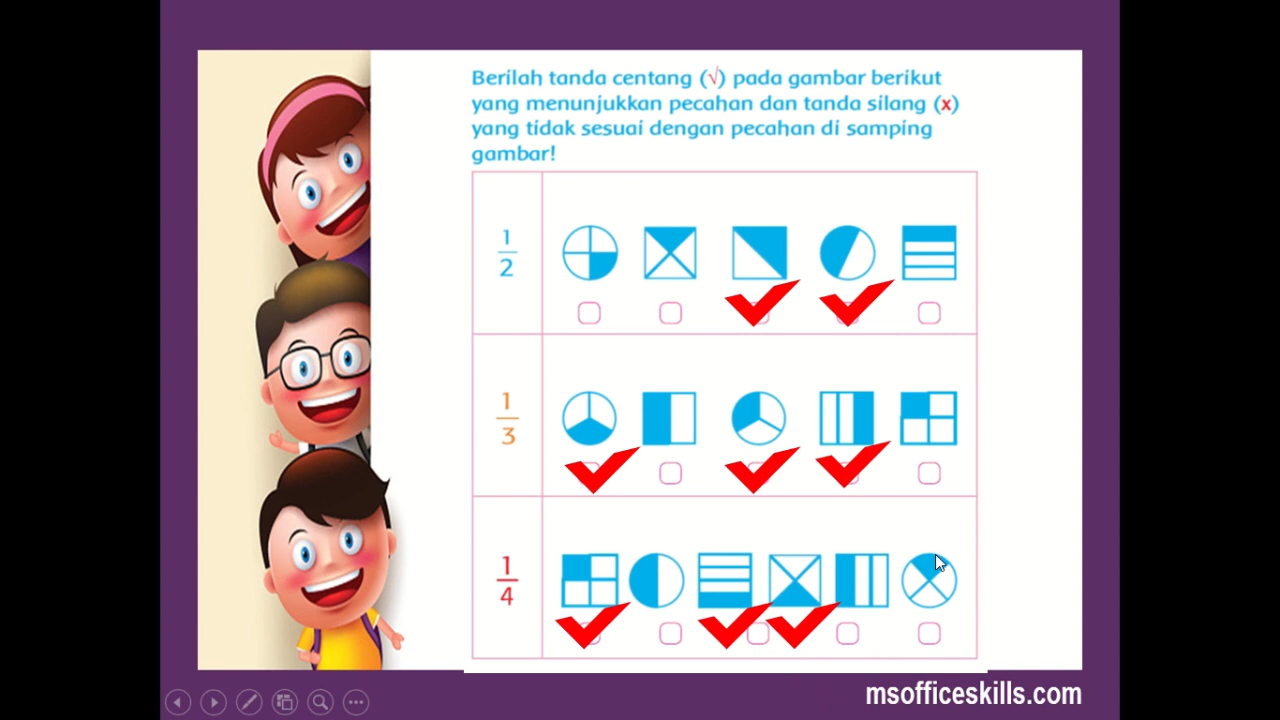 Berilah tanda centang (√) pada gambar berikut
yang menunjukkan pecahan dan tanda silang (x)
yang tidak sesuai dengan pecahan di samping
gambar!
1
2
1
3
1
4
msofficeskills.com